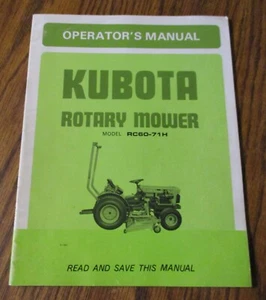 OPERATOR'S MANUAL
KUBOTA
ROTARY MOWER
MODEL RC60-71H
READ AND SAVE THIS MANUAL